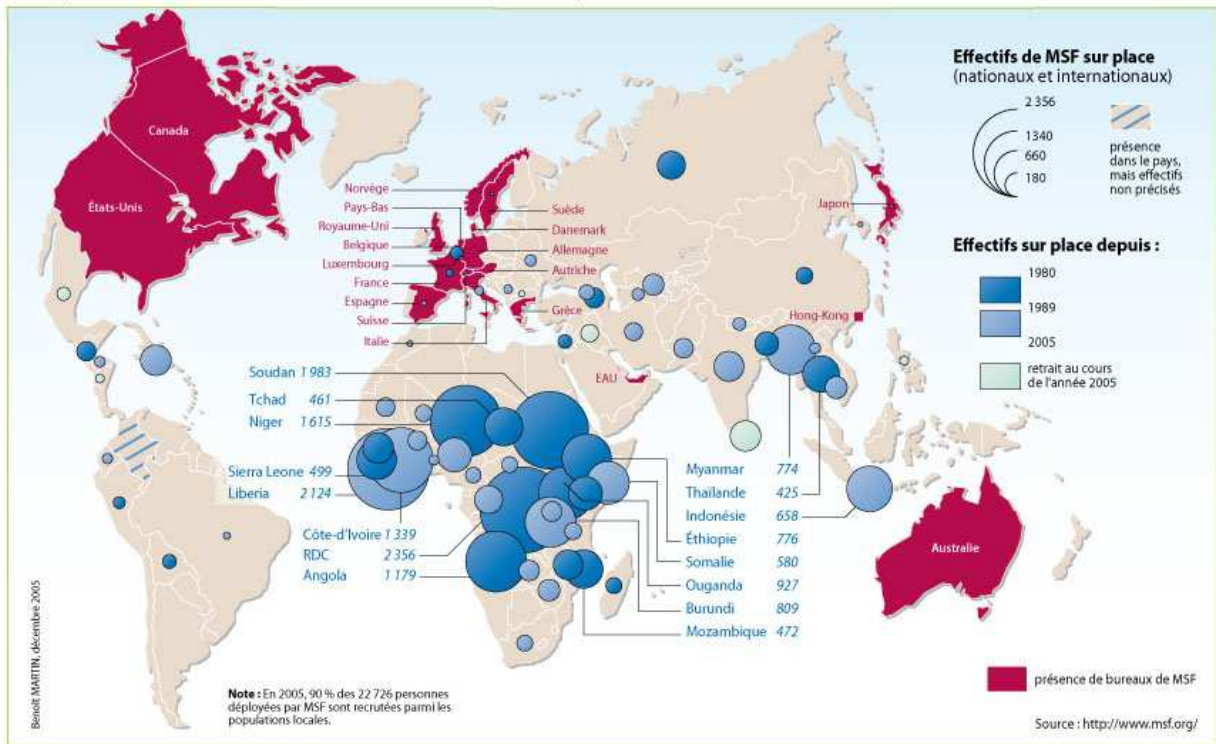 Effectifs de MSF sur place
(nationaux et internationaux)
2 356
1340
660
180
présence
dans le pays,
mais effectifs
non précisés
Effectifs sur place depuis :
1980
1989
2005
retrait au cours
de l'année 2005
Canada
États-Unis
Norvège
Pays-Bas
Royaume-Uni
Belgique
Luxembourg
France
Espagne
Suisse
Italie
Suède
Danemark
Allemagne
Autriche
Grèce
Japon
Hong-Kong
EAU
Australie
Soudan 1 983
Tchad 461
Niger 1 615
Sierra Leone 499
Liberia 2 124
Côte-d'Ivoire 1 339
RDC 2 356
Angola 1 179
Myanmar 774
Thaïlande 425
Indonésie 658
Éthiopie 776
Somalie 580
Ouganda 927
Burundi 809
Mozambique 472
présence de bureaux de MSF
Note : En 2005, 90 % des 22 726 personnes
déployées par MSF sont recrutées parmi les
populations locales.
Source : http://www.msf.org/
Benoît MARTIN, décembre 2005